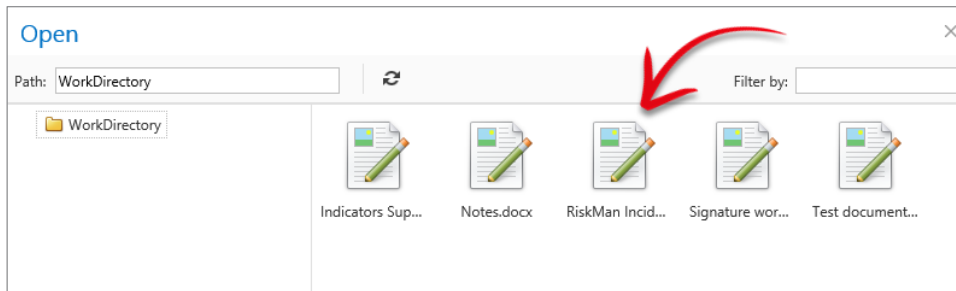 Open
Path: WorkDirectory
Filter by:
WorkDirectory
Indicators Sup... Notes.docx RiskMan Incid... Signature wor... Test document...